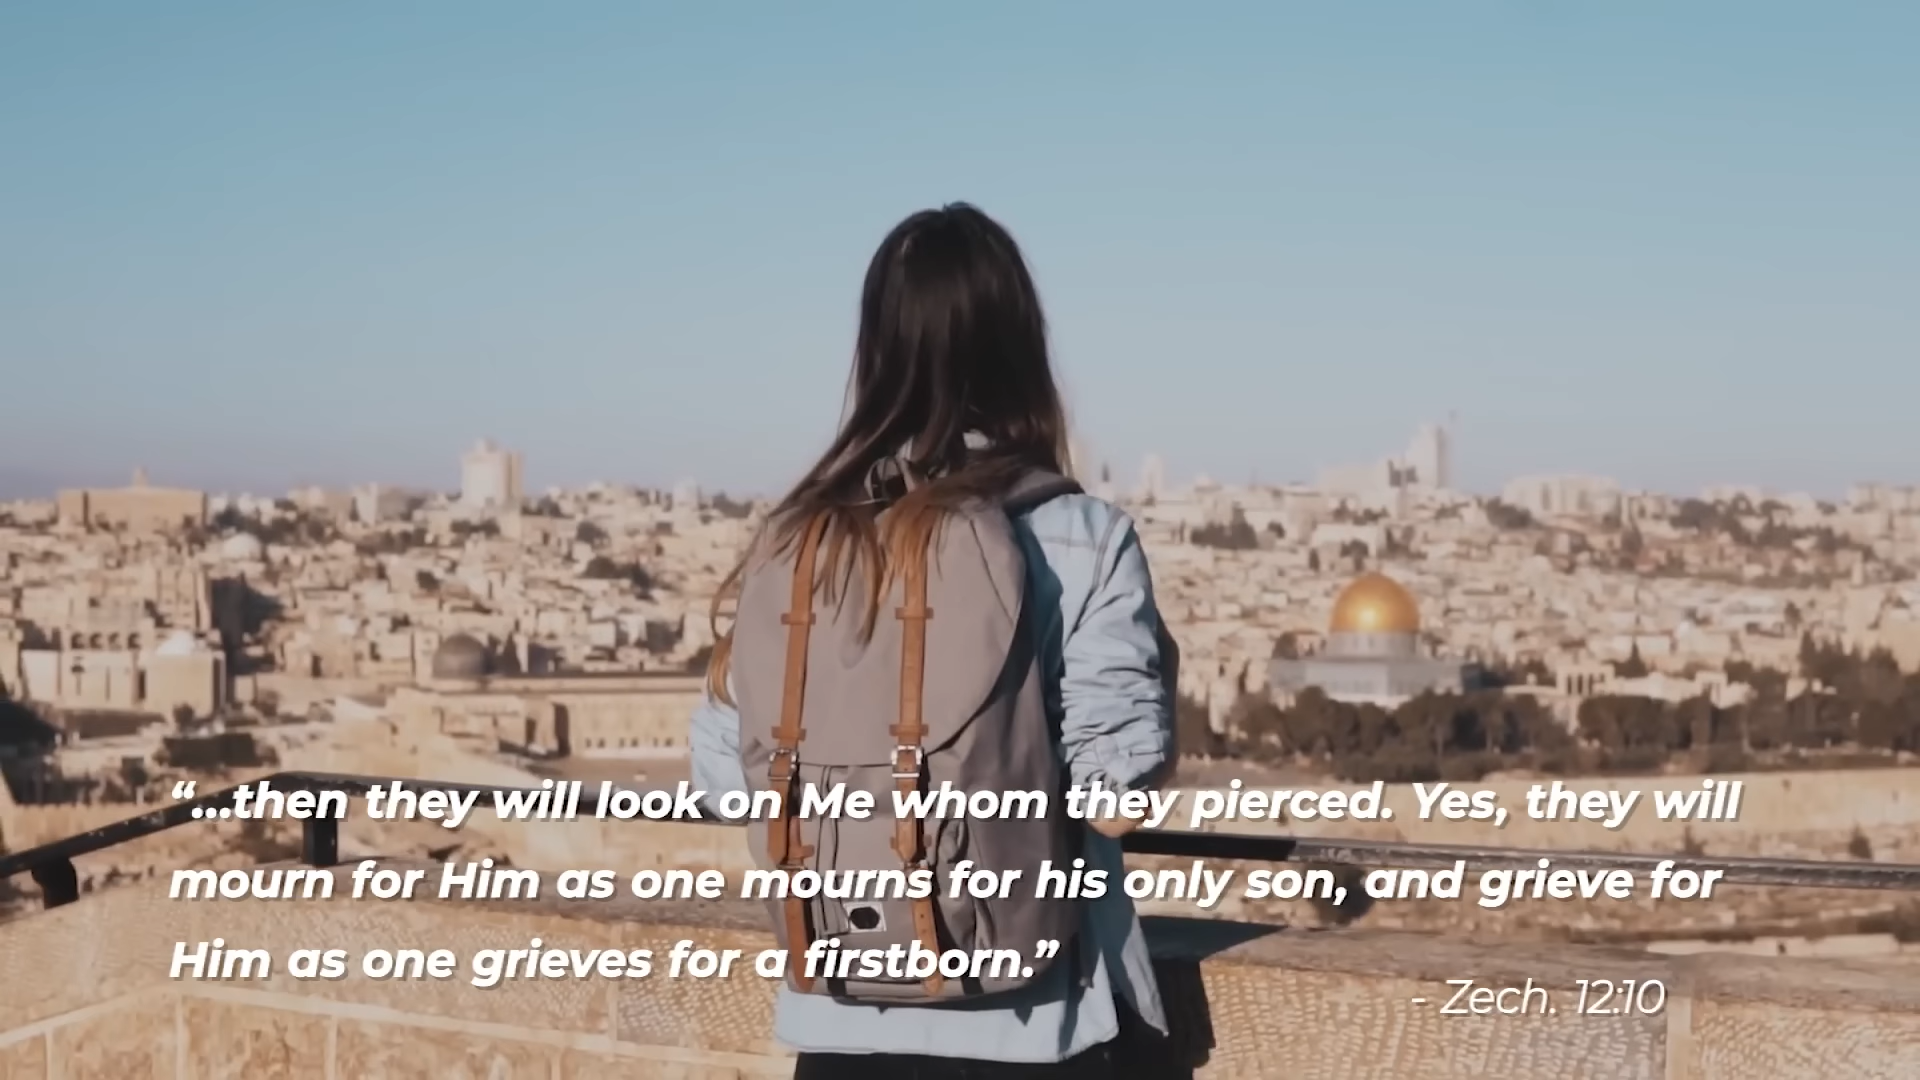 “...then they will look on Me whom they pierced. Yes, they will
mourn for Him as one mourns for his only son, and grieve for
Him as one grieves for a firstborn.”
- Zech. 12:10